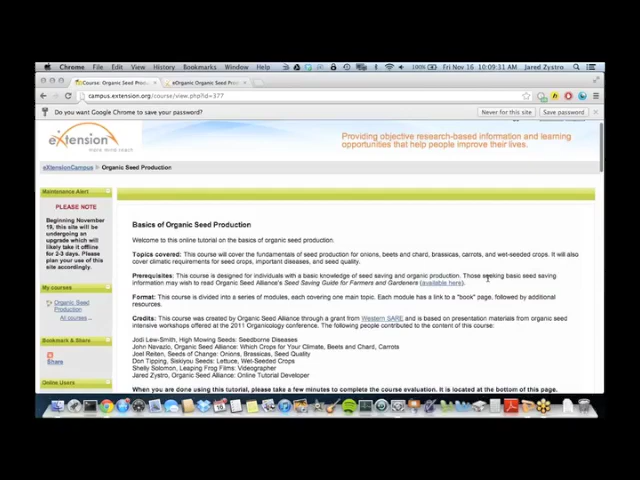 Chrome File Edit View History Bookmarks Window Help 100% Fri Nov 16 10:09:31 AM Jared Zystro
Course: Organic Seed Pro... eOrganic Organic Seed Pr...
campus.extension.org/course/view.php?id=377
Do you want Google Chrome to save your password? Never for this site Save password
eXtension
Providing objective research-based information and learning
opportunities that help people improve their lives.
eXtensionCampus Organic Seed Production
Maintenance Alert
PLEASE NOTE
Beginning November
19, this site will be
undergoing an
upgrade which will
likely take it offline
for 2-3 days. Please
plan your use of this
site accordingly.
My courses
Organic Seed
Production
All courses ...
Bookmark & Share
Share
Online Users
Basics of Organic Seed Production
Welcome to this online tutorial on the basics of organic seed production.
Topics covered: This course will cover the fundamentals of seed production for onions, beets and chard, brassicas, carrots, and wet-seeded crops. It will also
cover climatic requirements for seed crops, important diseases, and seed quality.
Prerequisites: This course is designed for individuals with a basic knowledge of seed saving and organic production. Those seeking basic seed saving
information may wish to read Organic Seed Alliance's Seed Saving Guide for Farmers and Gardeners (available here).
Format: This course is divided into a series of modules, each covering one main topic. Each module has a link to a "book" page, followed by additional
resources.
Credits: This course was created by Organic Seed Alliance through a grant from Western SARE and is based on presentation materials from organic seed
intensive workshops offered at the 2011 Organicology conference. The following people contributed to the content of this course:
Jodi Lew-Smith, High Mowing Seeds: Seedborne Diseases
John Navazio, Organic Seed Alliance: Which Crops for Your Climate, Beets and Chard, Carrots
Joel Reiten, Seeds of Change: Onions, Brassicas, Seed Quality
Don Tipping, Siskiyou Seeds: Lettuce, Wet-Seeded Crops
Shelly Solomon, Leaping Frog Films: Videographer
Jared Zystro, Organic Seed Alliance: Online Tutorial Developer
When you are done using this tutorial, please take a few minutes to complete the course evaluation. It is located at the bottom of this page.